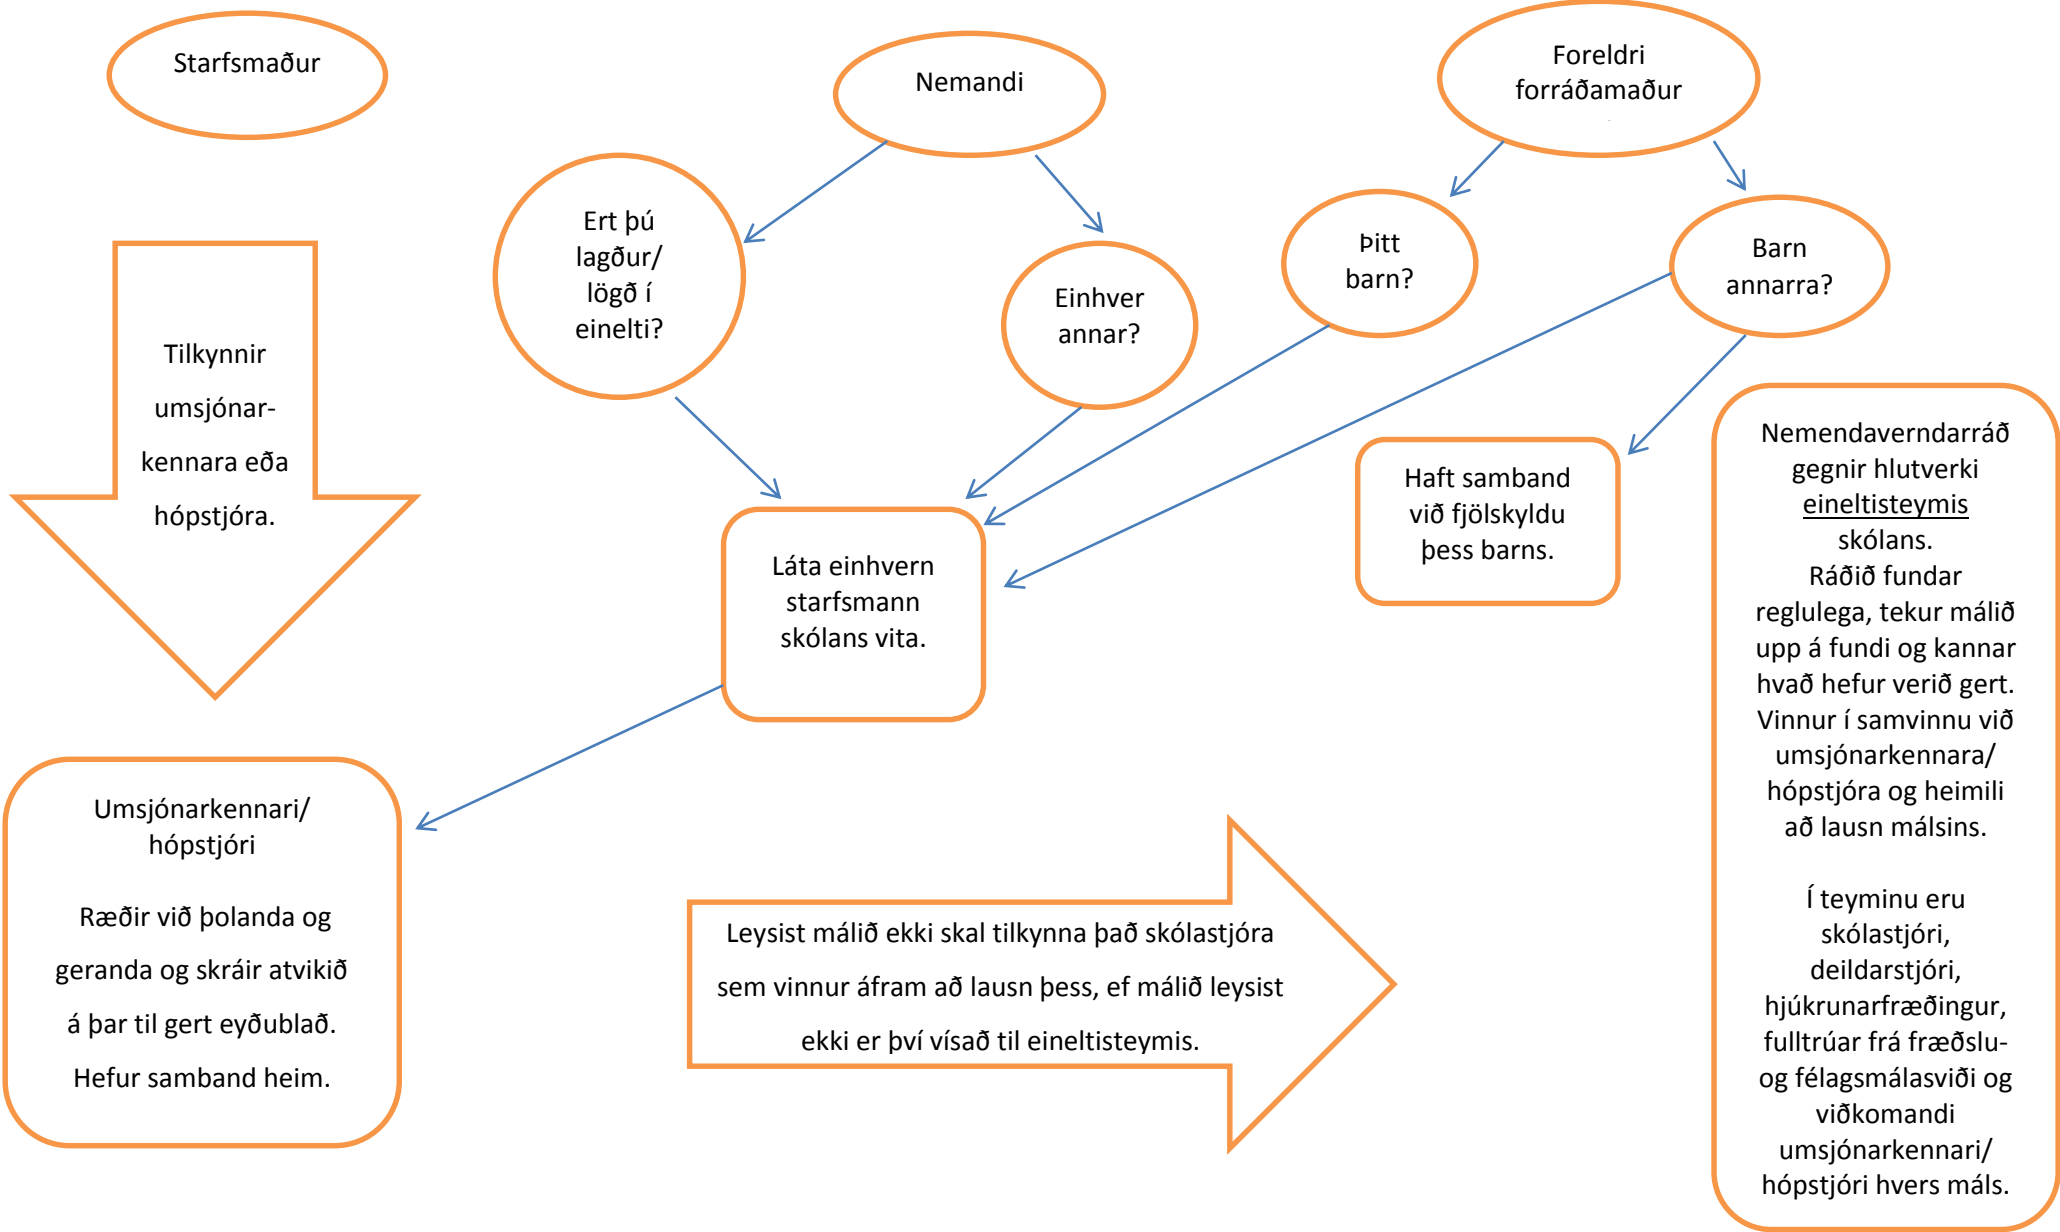 Starfsmaður
Nemandi
Foreldri
forráðamaður
Ert þú
lagður/
lögð í
einelti?
Einhver
annar?
Þitt
barn?
Barn
annarra?
Tilkynnir
umsjónar-
kennara eða
hópstjóra.
Láta einhvern
starfsmann
skólans vita.
Haft samband
við fjölskyldu
þess barns.
Nemendaverndarráð
gegnir hlutverki
eineltisteymis
skólans.
Ráðið fundar
reglulega, tekur málið
upp á fundi og kannar
hvað hefur verið gert.
Vinnur í samvinnu við
umsjónarkennara/
hópstjóra og heimili
að lausn málsins.
Í teyminu eru
skólastjóri,
deildarstjóri,
hjúkrunarfræðingur,
fulltrúar frá fræðslu-
og félagsmálasviði og
viðkomandi
umsjónarkennari/
hópstjóri hvers máls.
Umsjónarkennari/
hópstjóri
Ræðir við þolanda og
geranda og skráir atvikið
á þar til gert eyðublað.
Hefur samband heim.
Leysist málið ekki skal tilkynna það skólastjóra
sem vinnur áfram að lausn þess, ef málið leysist
ekki er því vísað til eineltisteymis.